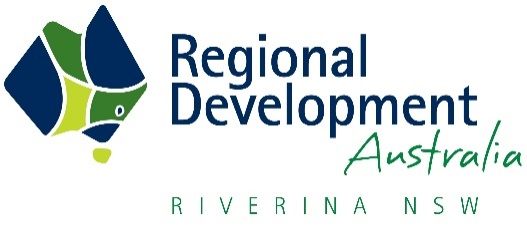 Regional
Development
Australia
RIVERINA NSW